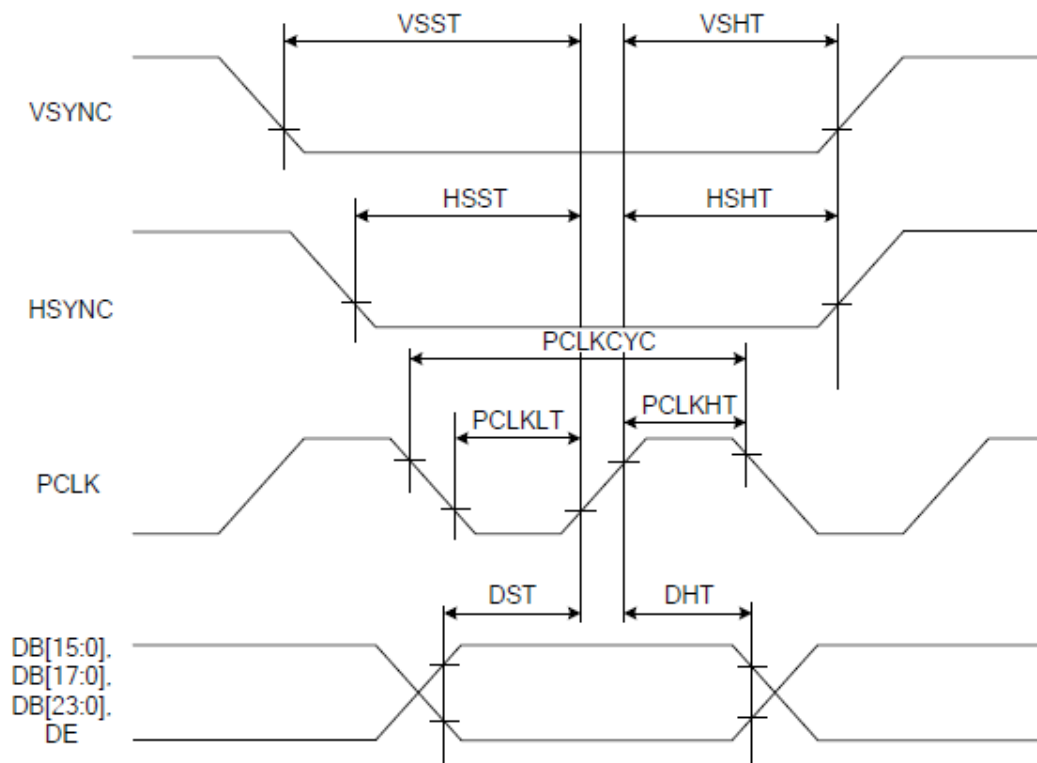 VSST
VSHT
VSYNC
HSST
HSHT
HSYNC
PCLKCYC
PCLKLT
PCLKHT
PCLK
DST
DHT
DB[15:0],
DB[17:0],
DB[23:0],
DE